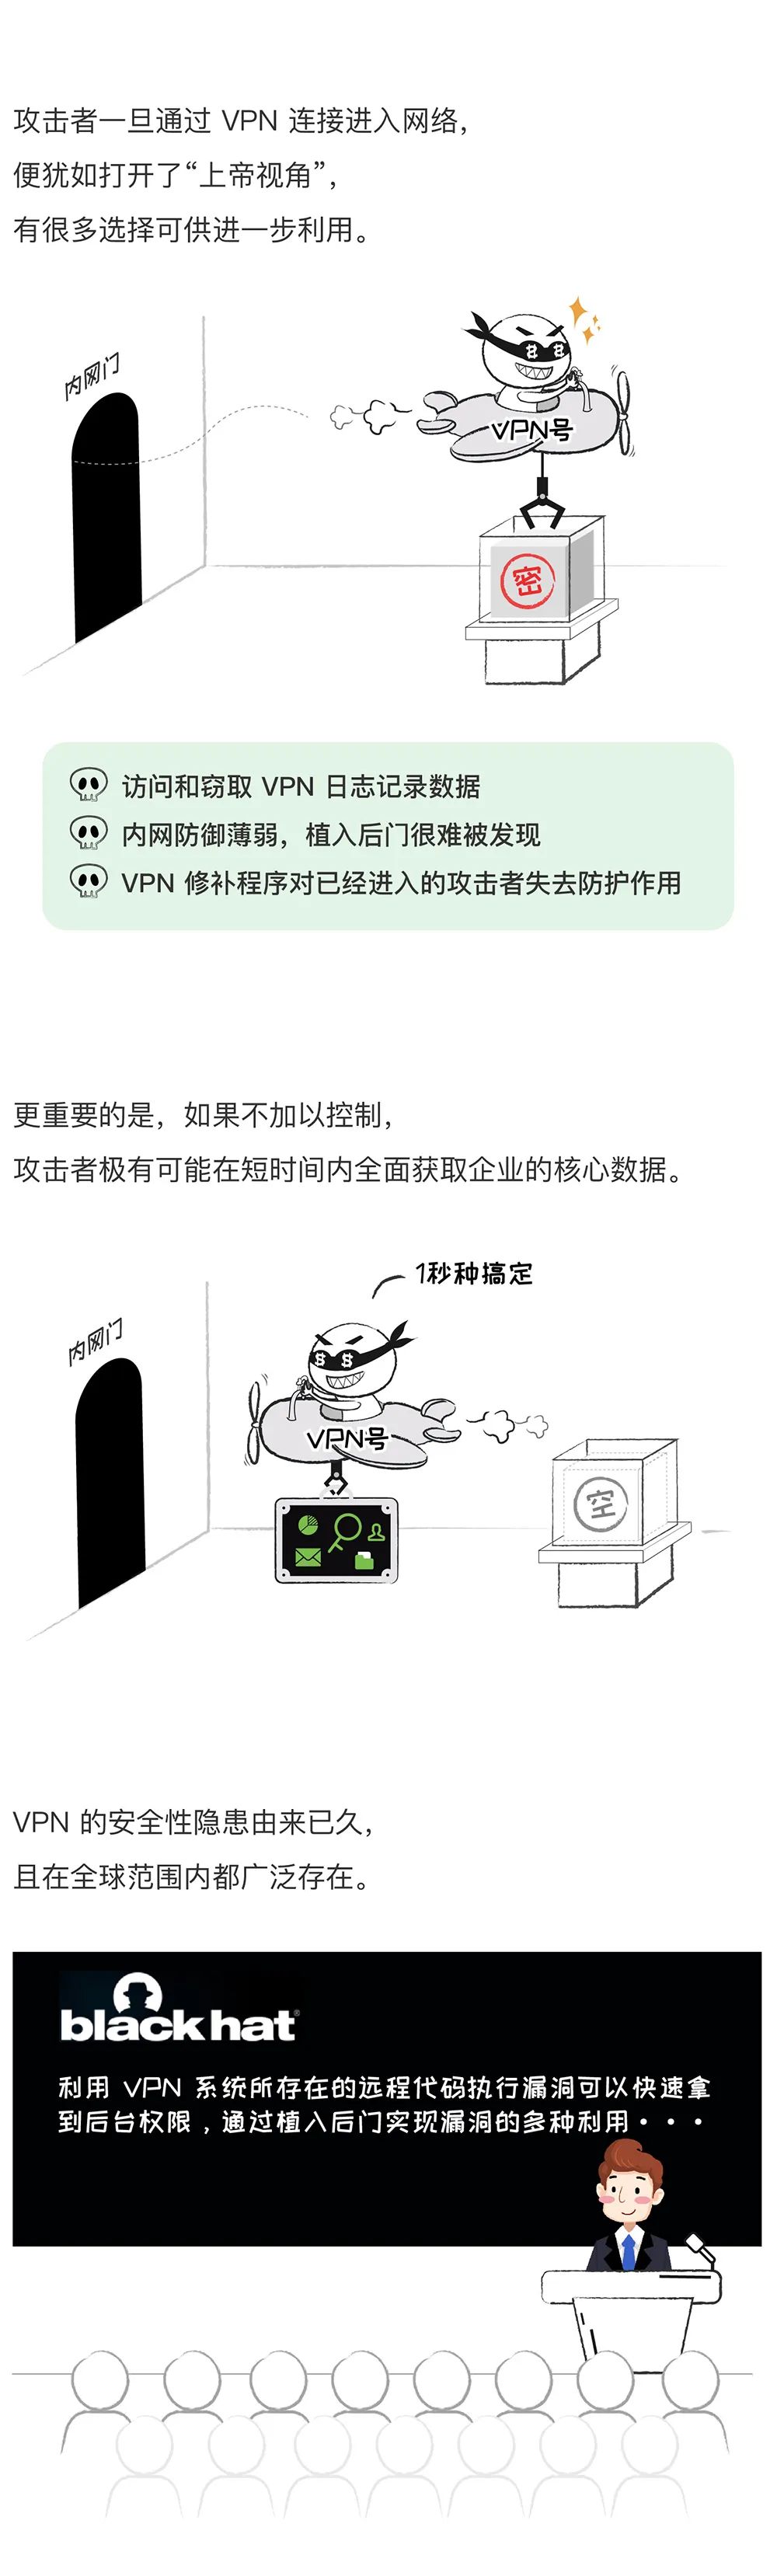 攻击者一旦通过 VPN 连接进入网络，
便犹如打开了“上帝视角”，
有很多选择可供进一步利用。
内网门
VPN号
密
访问和窃取 VPN 日志记录数据
内网防御薄弱，植入后门很难被发现
VPN 修补程序对已经进入的攻击者失去防护作用
更重要的是，如果不加以控制，
攻击者极有可能在短时间内全面获取企业的核心数据。
1秒种搞定
内网门
$ $
VPN号
空
VPN 的安全性隐患由来已久，
且在全球范围内都广泛存在。
blackhat®
利用 VPN 系统所存在的远程代码执行漏洞可以快速拿
到后台权限，通过植入后门实现漏洞的多种利用···